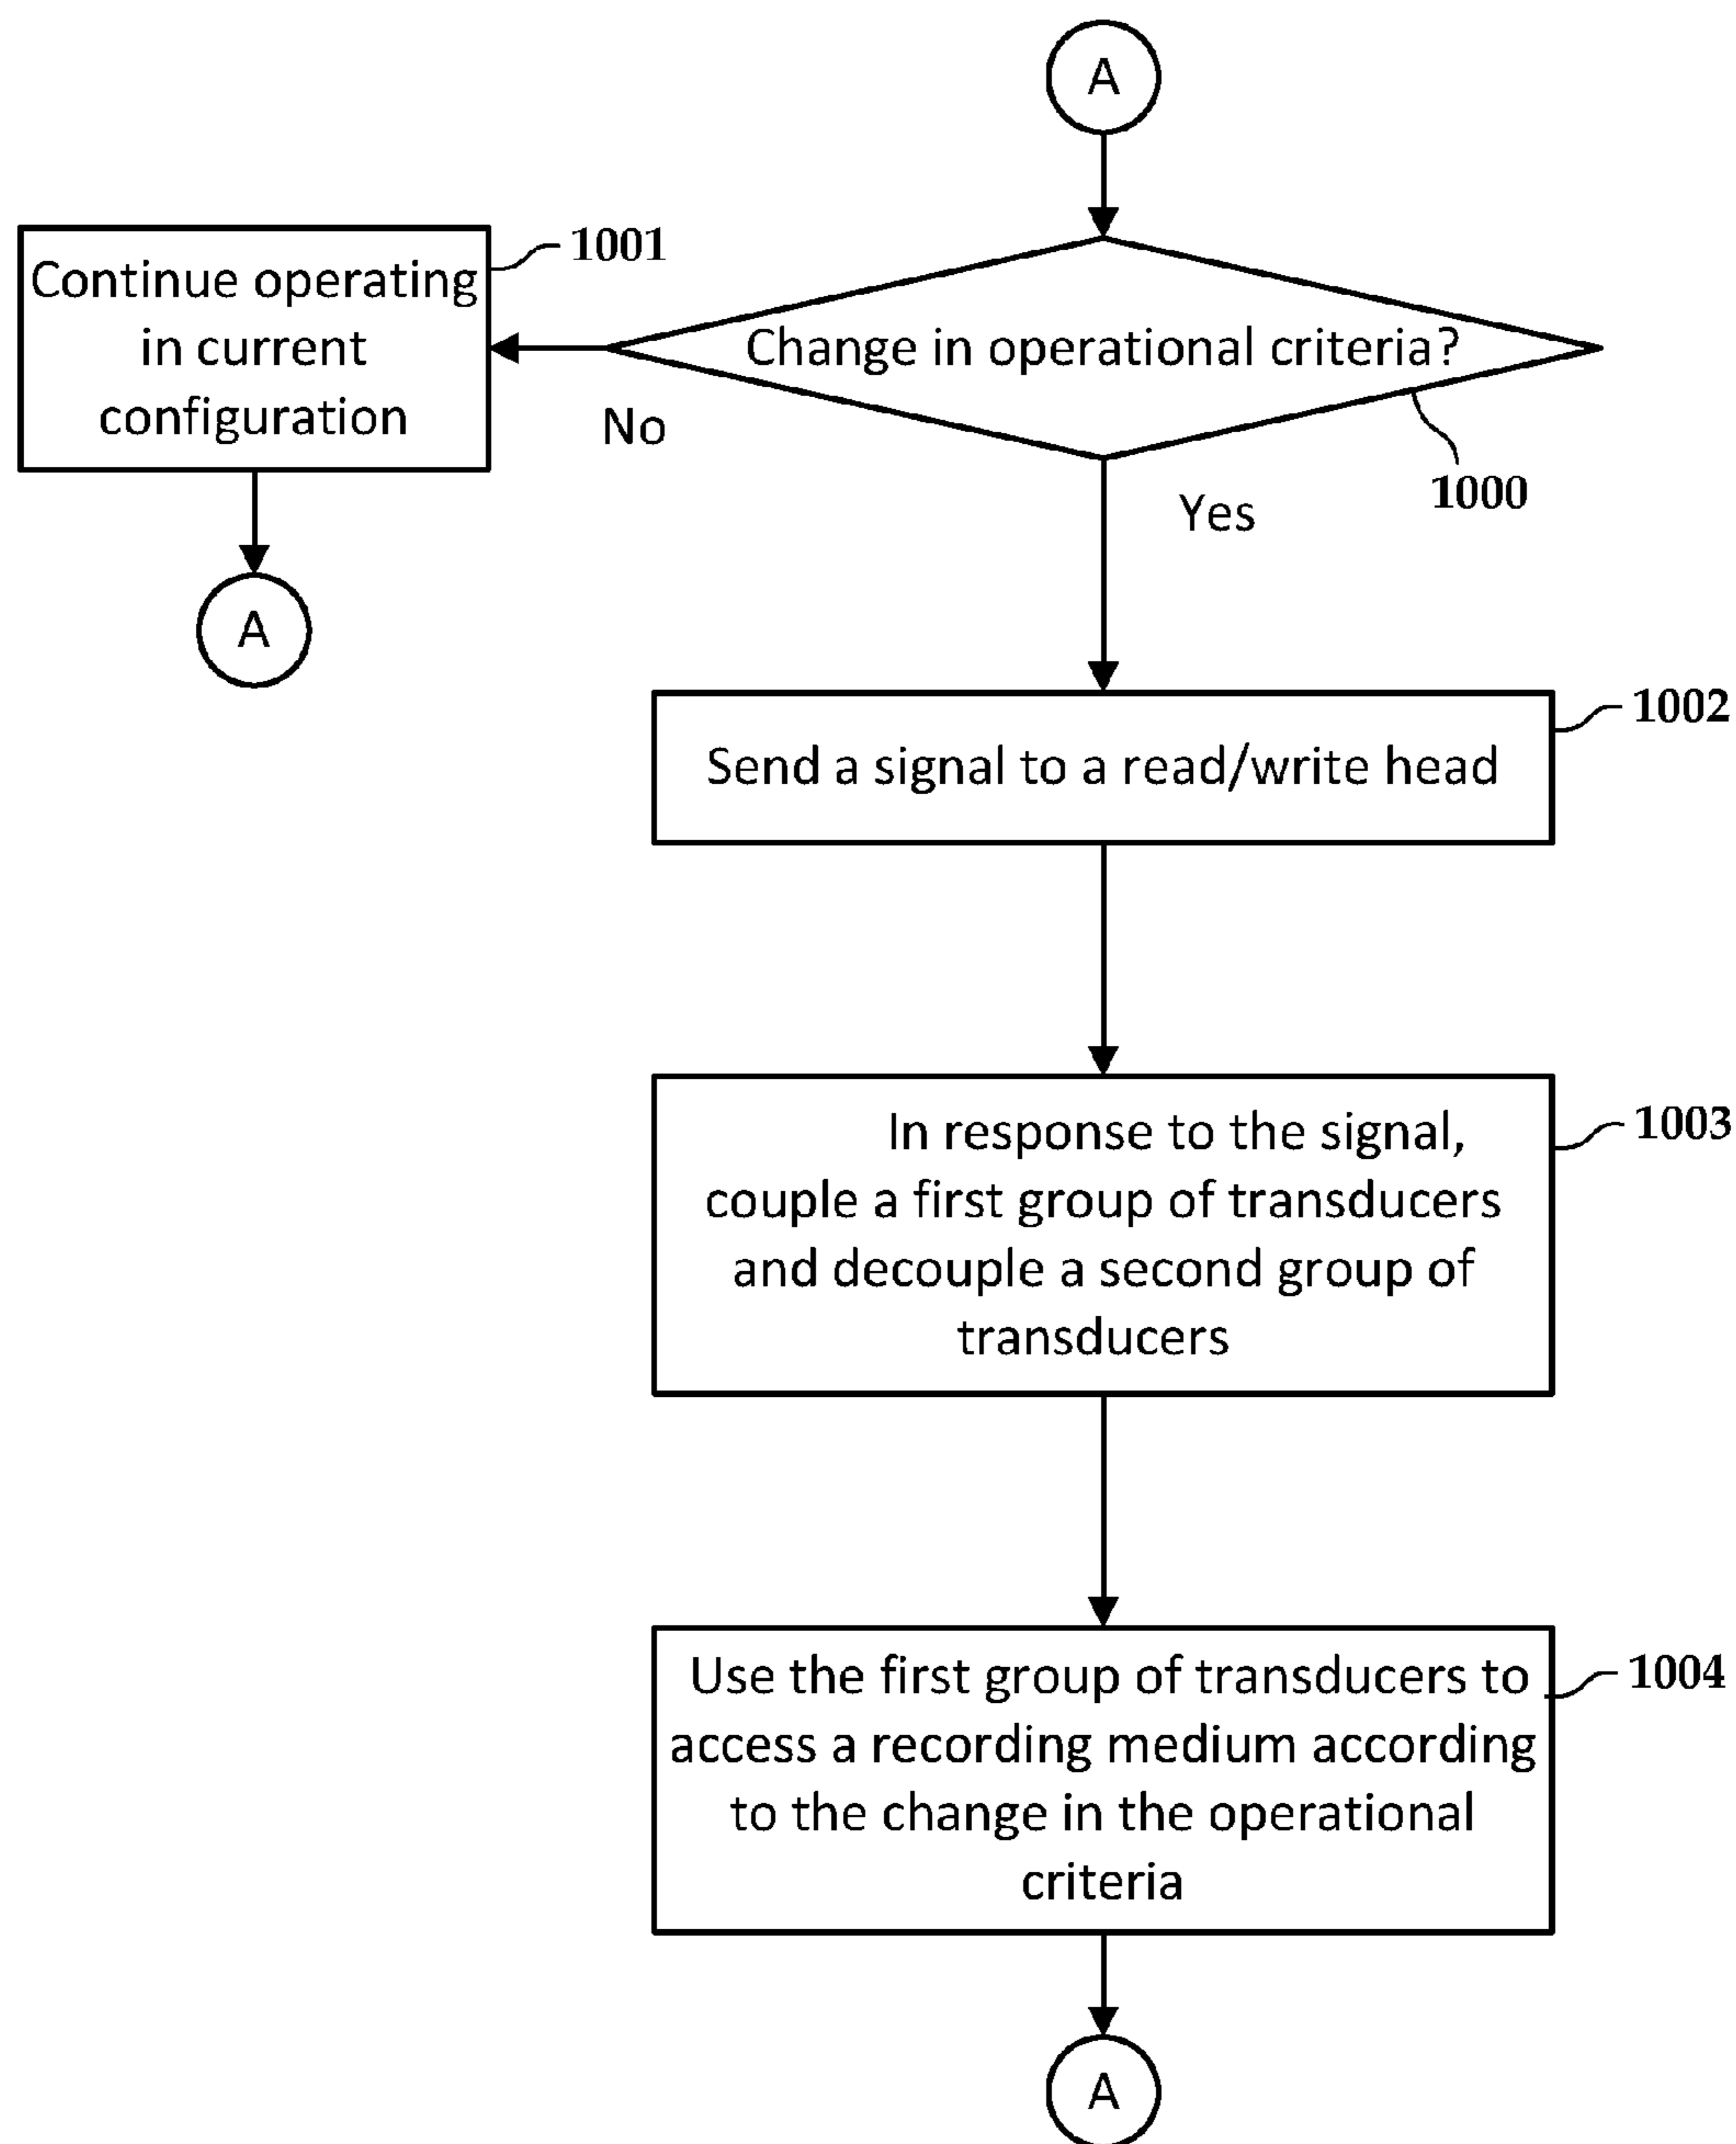 A
Continue operating
in current
configuration
1001
Change in operational criteria?
No
1000
Yes
A
Send a signal to a read/write head
1002
In response to the signal,
couple a first group of transducers
and decouple a second group of
transducers
1003
Use the first group of transducers to
access a recording medium according
to the change in the operational
criteria
1004
A